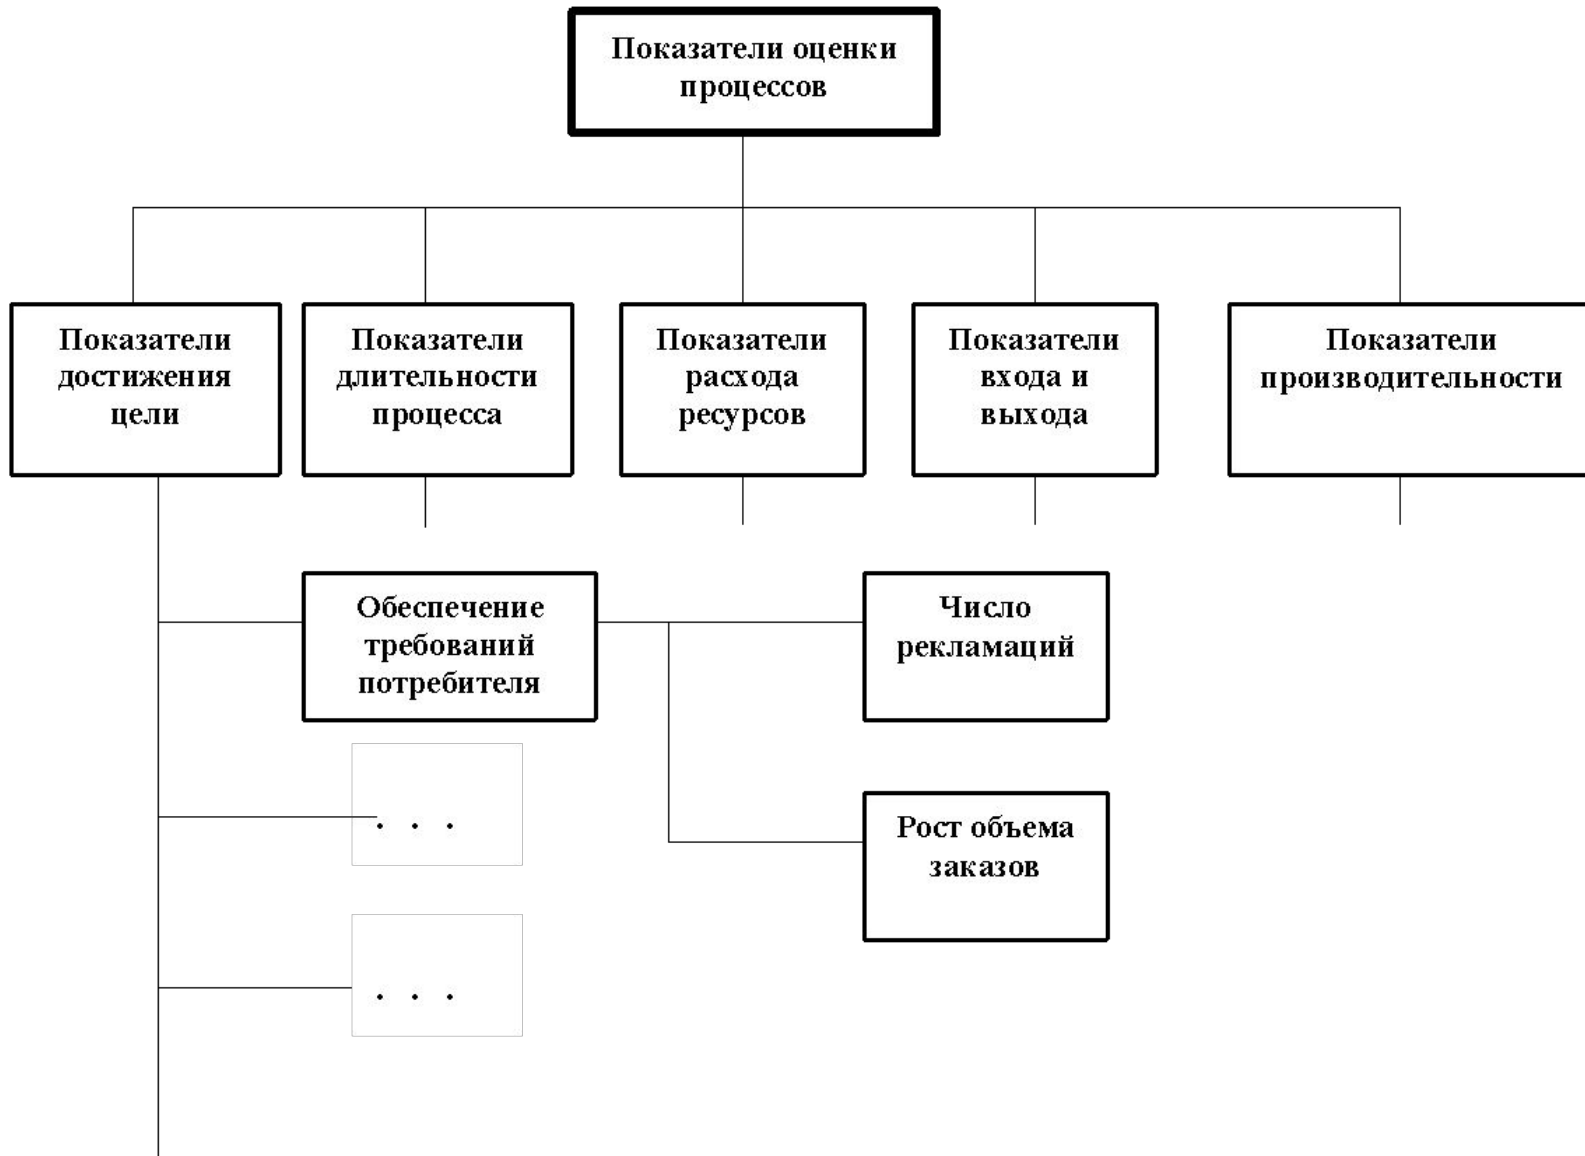 Показатели оценки
процессов
Показатели
достижения
цели
Показатели
длительности
процесса
Показатели
расхода
ресурсов
Показатели
входа и
выхода
Показатели
производительности
Обеспечение
требований
потребителя
Число
рекламаций
. . .
Рост объема
заказов
. . .